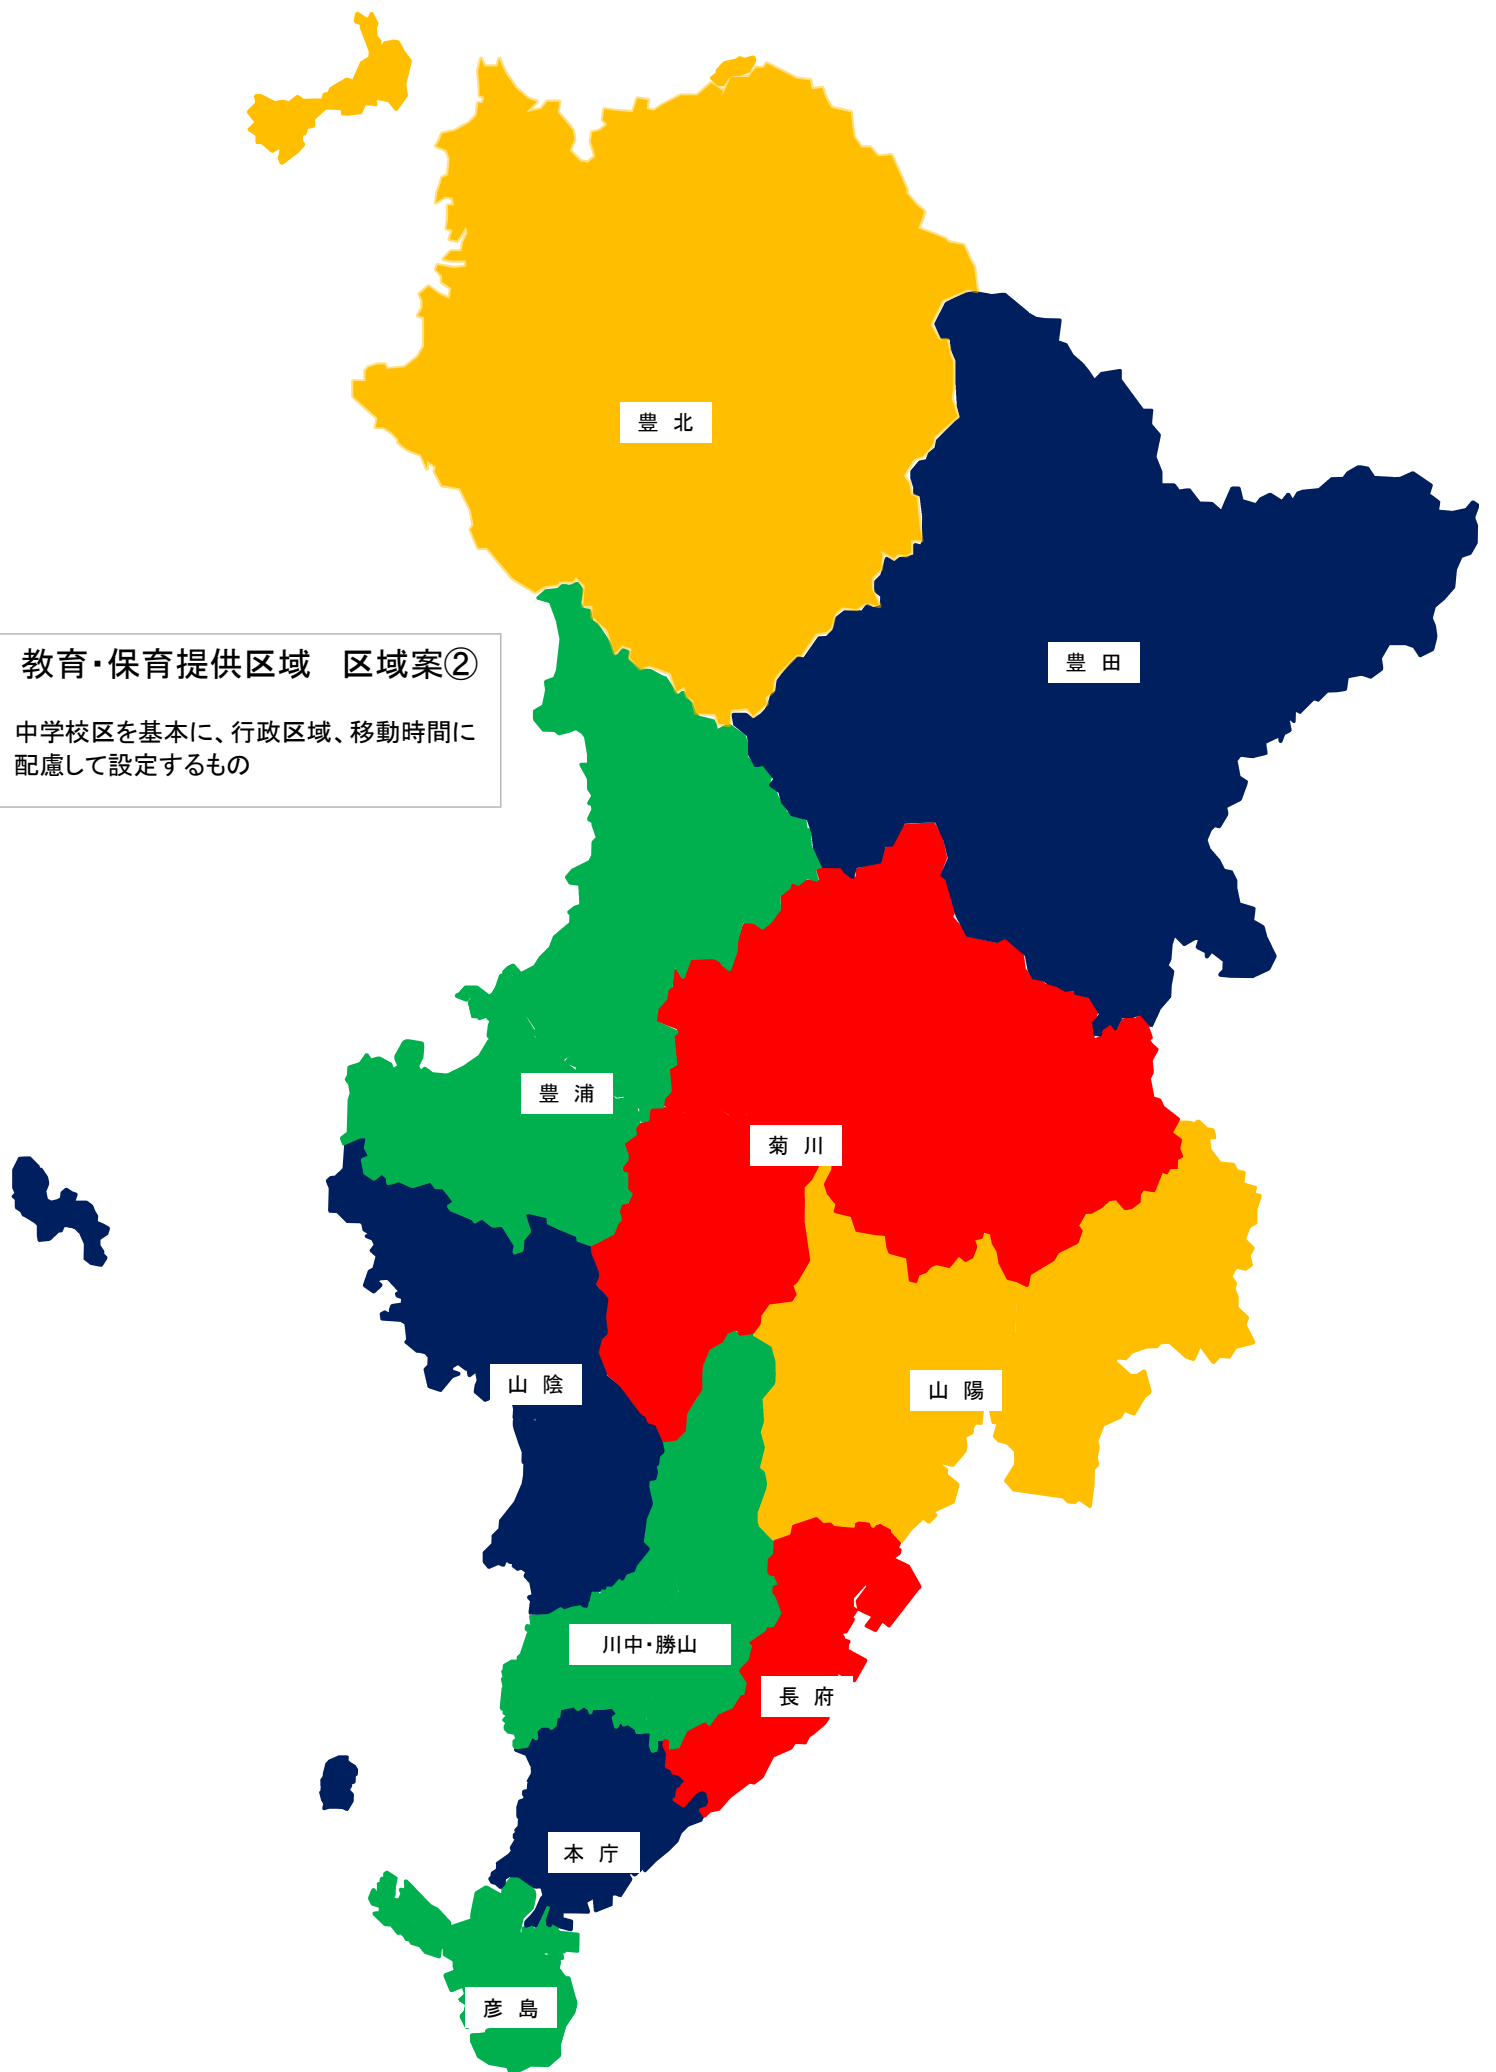 豊 北
教育・保育提供区域　区域案②
豊 田
中学校区を基本に、行政区域、移動時間に
配慮して設定するもの
豊 浦
菊 川
山 陰
山 陽
川中・勝山
長 府
本 庁
彦 島